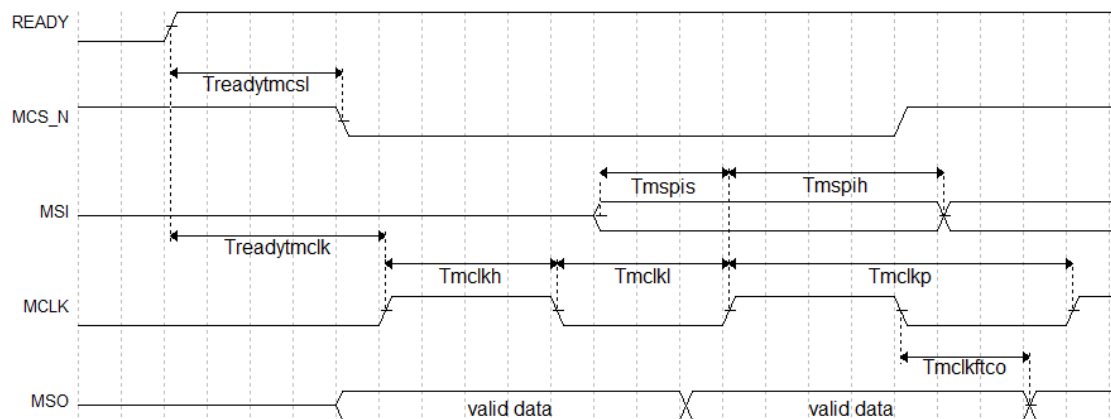 READY
Treadytmcsl
MCS_N
Tmspis Tmspih
MSI
Treadytmclk
Tmclkh Tmclkl Tmclkp
MCLK
Tmclkftco
MSO valid data valid data